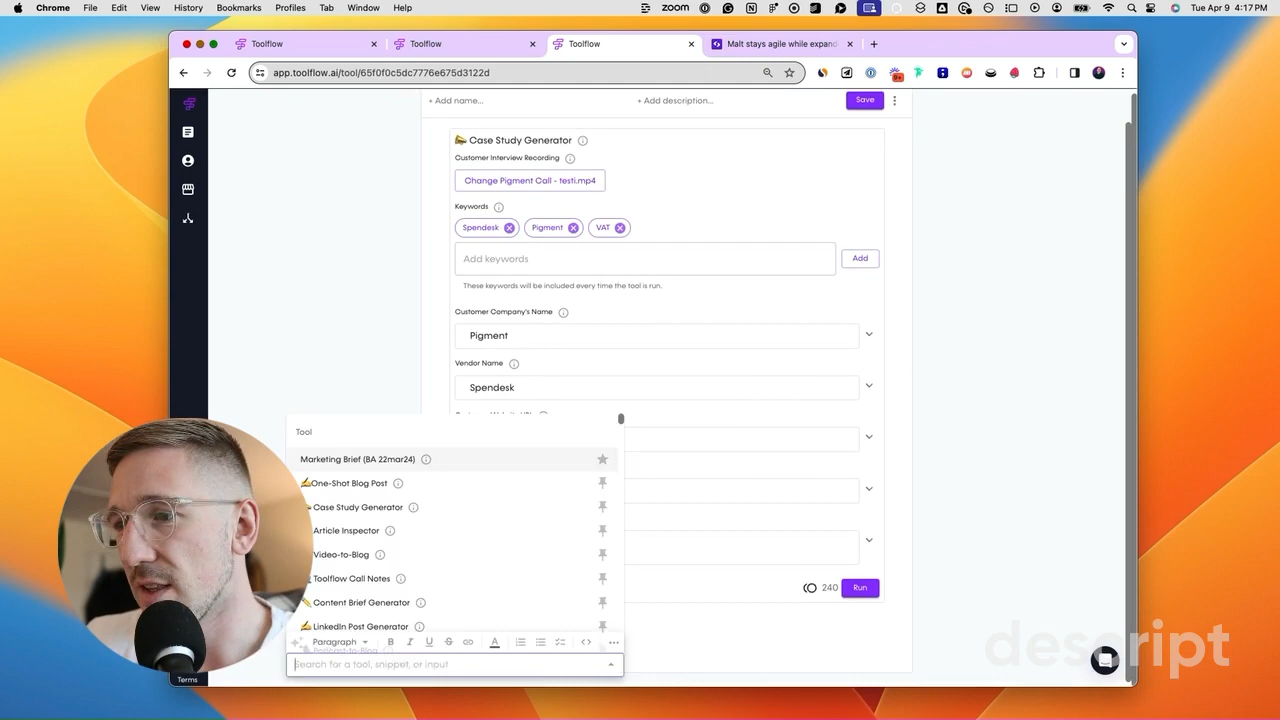 Chrome File Edit View History Bookmarks Profiles Tab Window Help
zoom
Tue Apr 9 4:17 PM
Toolflow
Toolflow
Toolflow
Malt stays agile while expand
app.toolflow.ai/tool/65f0f0c5dc7776e675d3122d
9+
+ Add name...
+ Add description...
Save
Case Study Generator
Customer Interview Recording
Change Pigment Call - testi.mp4
Keywords
Spendesk
Pigment
VAT
Add keywords
Add
These keywords will be included every time the tool is run.
Customer Company's Name
Pigment
Vendor Name
Spendesk
Tool
Marketing Brief (BA 22mar24)
One-Shot Blog Post
Case Study Generator
Article Inspector
Video-to-Blog
Toolflow Call Notes
Content Brief Generator
LinkedIn Post Generator
Podcast-to-Blog
240
Run
Paragraph
B I U S A
Search for a tool, snippet, or input
Terms
descript